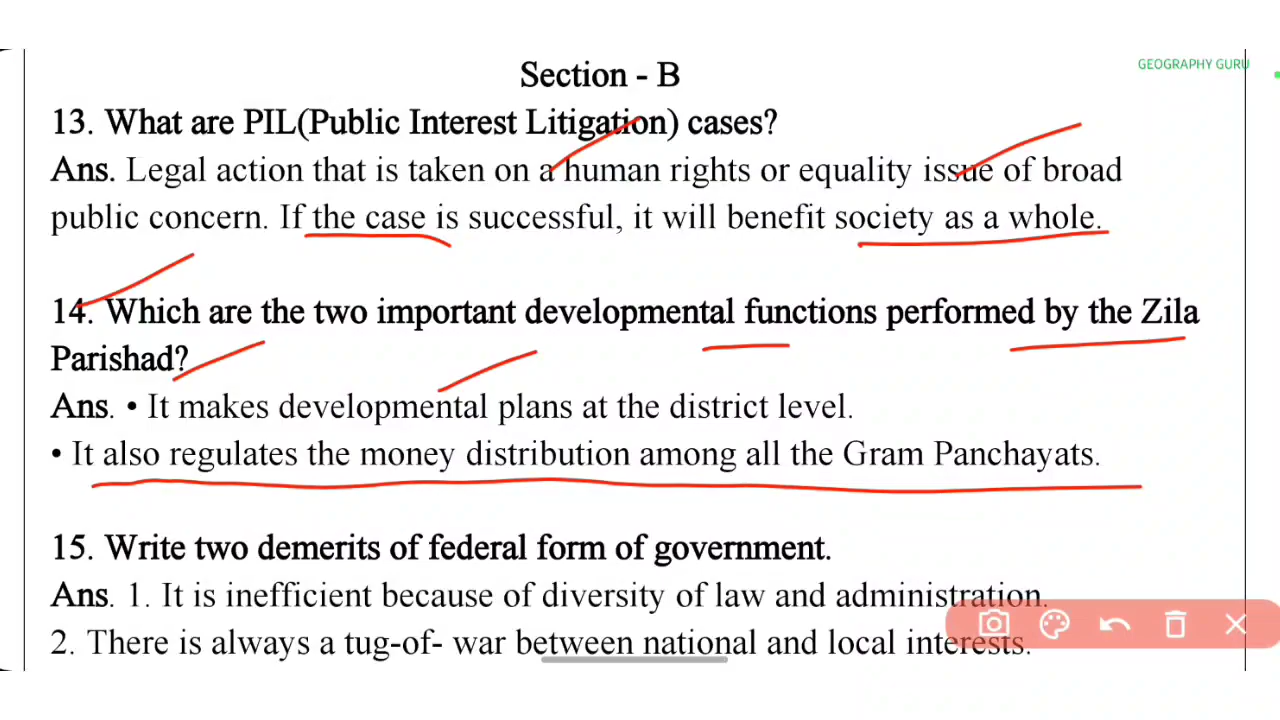 GEOGRAPHY GURU
Section - B
13. What are PIL(Public Interest Litigation) cases?
Ans. Legal action that is taken on a human rights or equality issue of broad
public concern. If the case is successful, it will benefit society as a whole.
14. Which are the two important developmental functions performed by the Zila
Parishad?
Ans. • It makes developmental plans at the district level.
• It also regulates the money distribution among all the Gram Panchayats.
15. Write two demerits of federal form of government.
Ans. 1. It is inefficient because of diversity of law and administration.
2. There is always a tug-of- war between national and local interests.